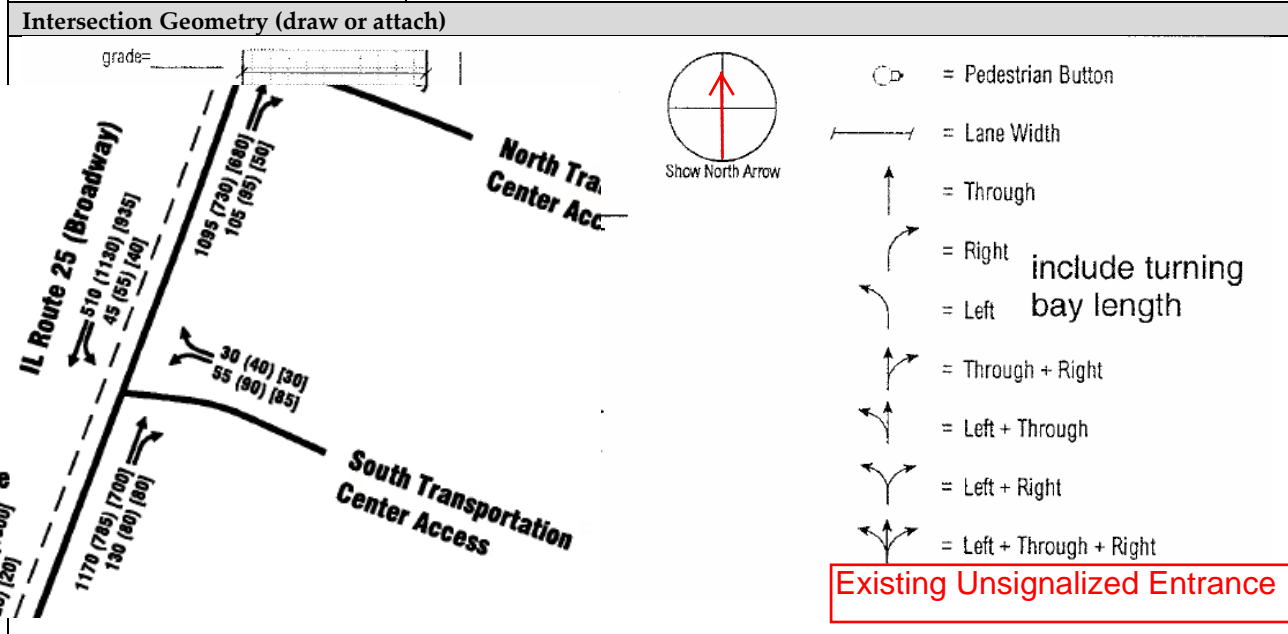 Intersection Geometry (draw or attach)
grade=
IL Route 25 (Broadway)
510 (1130) [935]
45 (55) [40]
1095 (730) [680]
105 (95) [50]
North Tra
Center Acc
30 (40) [30]
55 (90) [85]
South Transportation
Center Access
1170 (785) [700]
130 (80) [80]
[20]
Show North Arrow
= Pedestrian Button
= Lane Width
= Through
= Right
= Left
include turning
bay length
= Through + Right
= Left + Through
= Left + Right
= Left + Through + Right
Existing Unsignalized Entrance